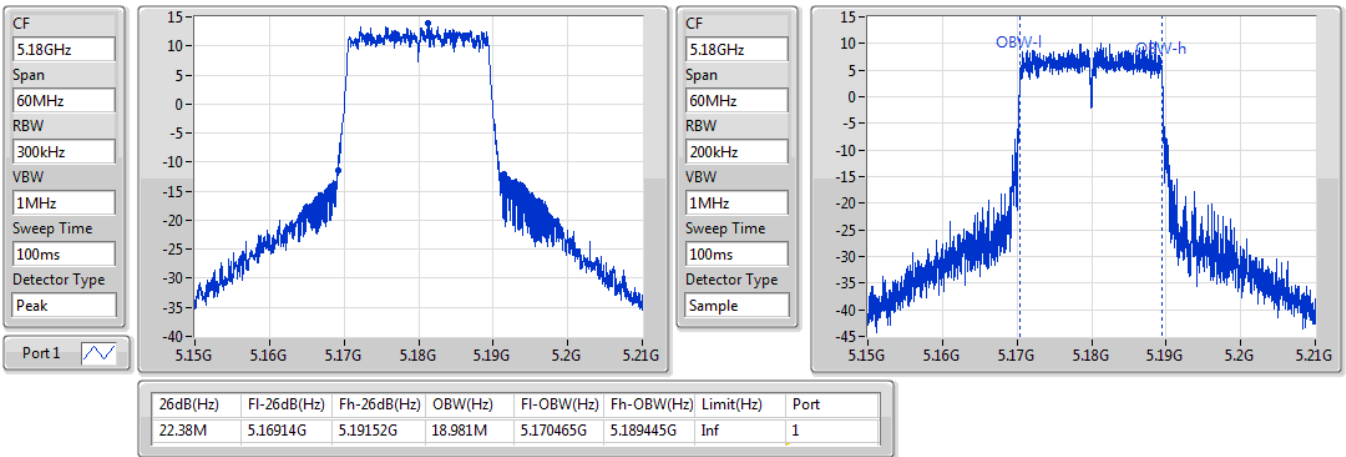 CF
5.18GHz
Span
60MHz
RBW
300kHz
VBW
1MHz
Sweep Time
100ms
Detector Type
Peak
Port 1
15
10
5
0
-5
-10
-15
-20
-25
-30
-35
-40
5.15G 5.16G 5.17G 5.18G 5.19G 5.2G 5.21G
CF
5.18GHz
Span
60MHz
RBW
200kHz
VBW
1MHz
Sweep Time
100ms
Detector Type
Sample
15
10
5
0
-5
-10
-15
-20
-25
-30
-35
-40
-45
OBW-l OBW-h
5.15G 5.16G 5.17G 5.18G 5.19G 5.2G 5.21G
26dB(Hz) Fl-26dB(Hz) Fh-26dB(Hz) OBW(Hz) Fl-OBW(Hz) Fh-OBW(Hz) Limit(Hz) Port
22.38M 5.16914G 5.19152G 18.981M 5.170465G 5.189445G Inf 1